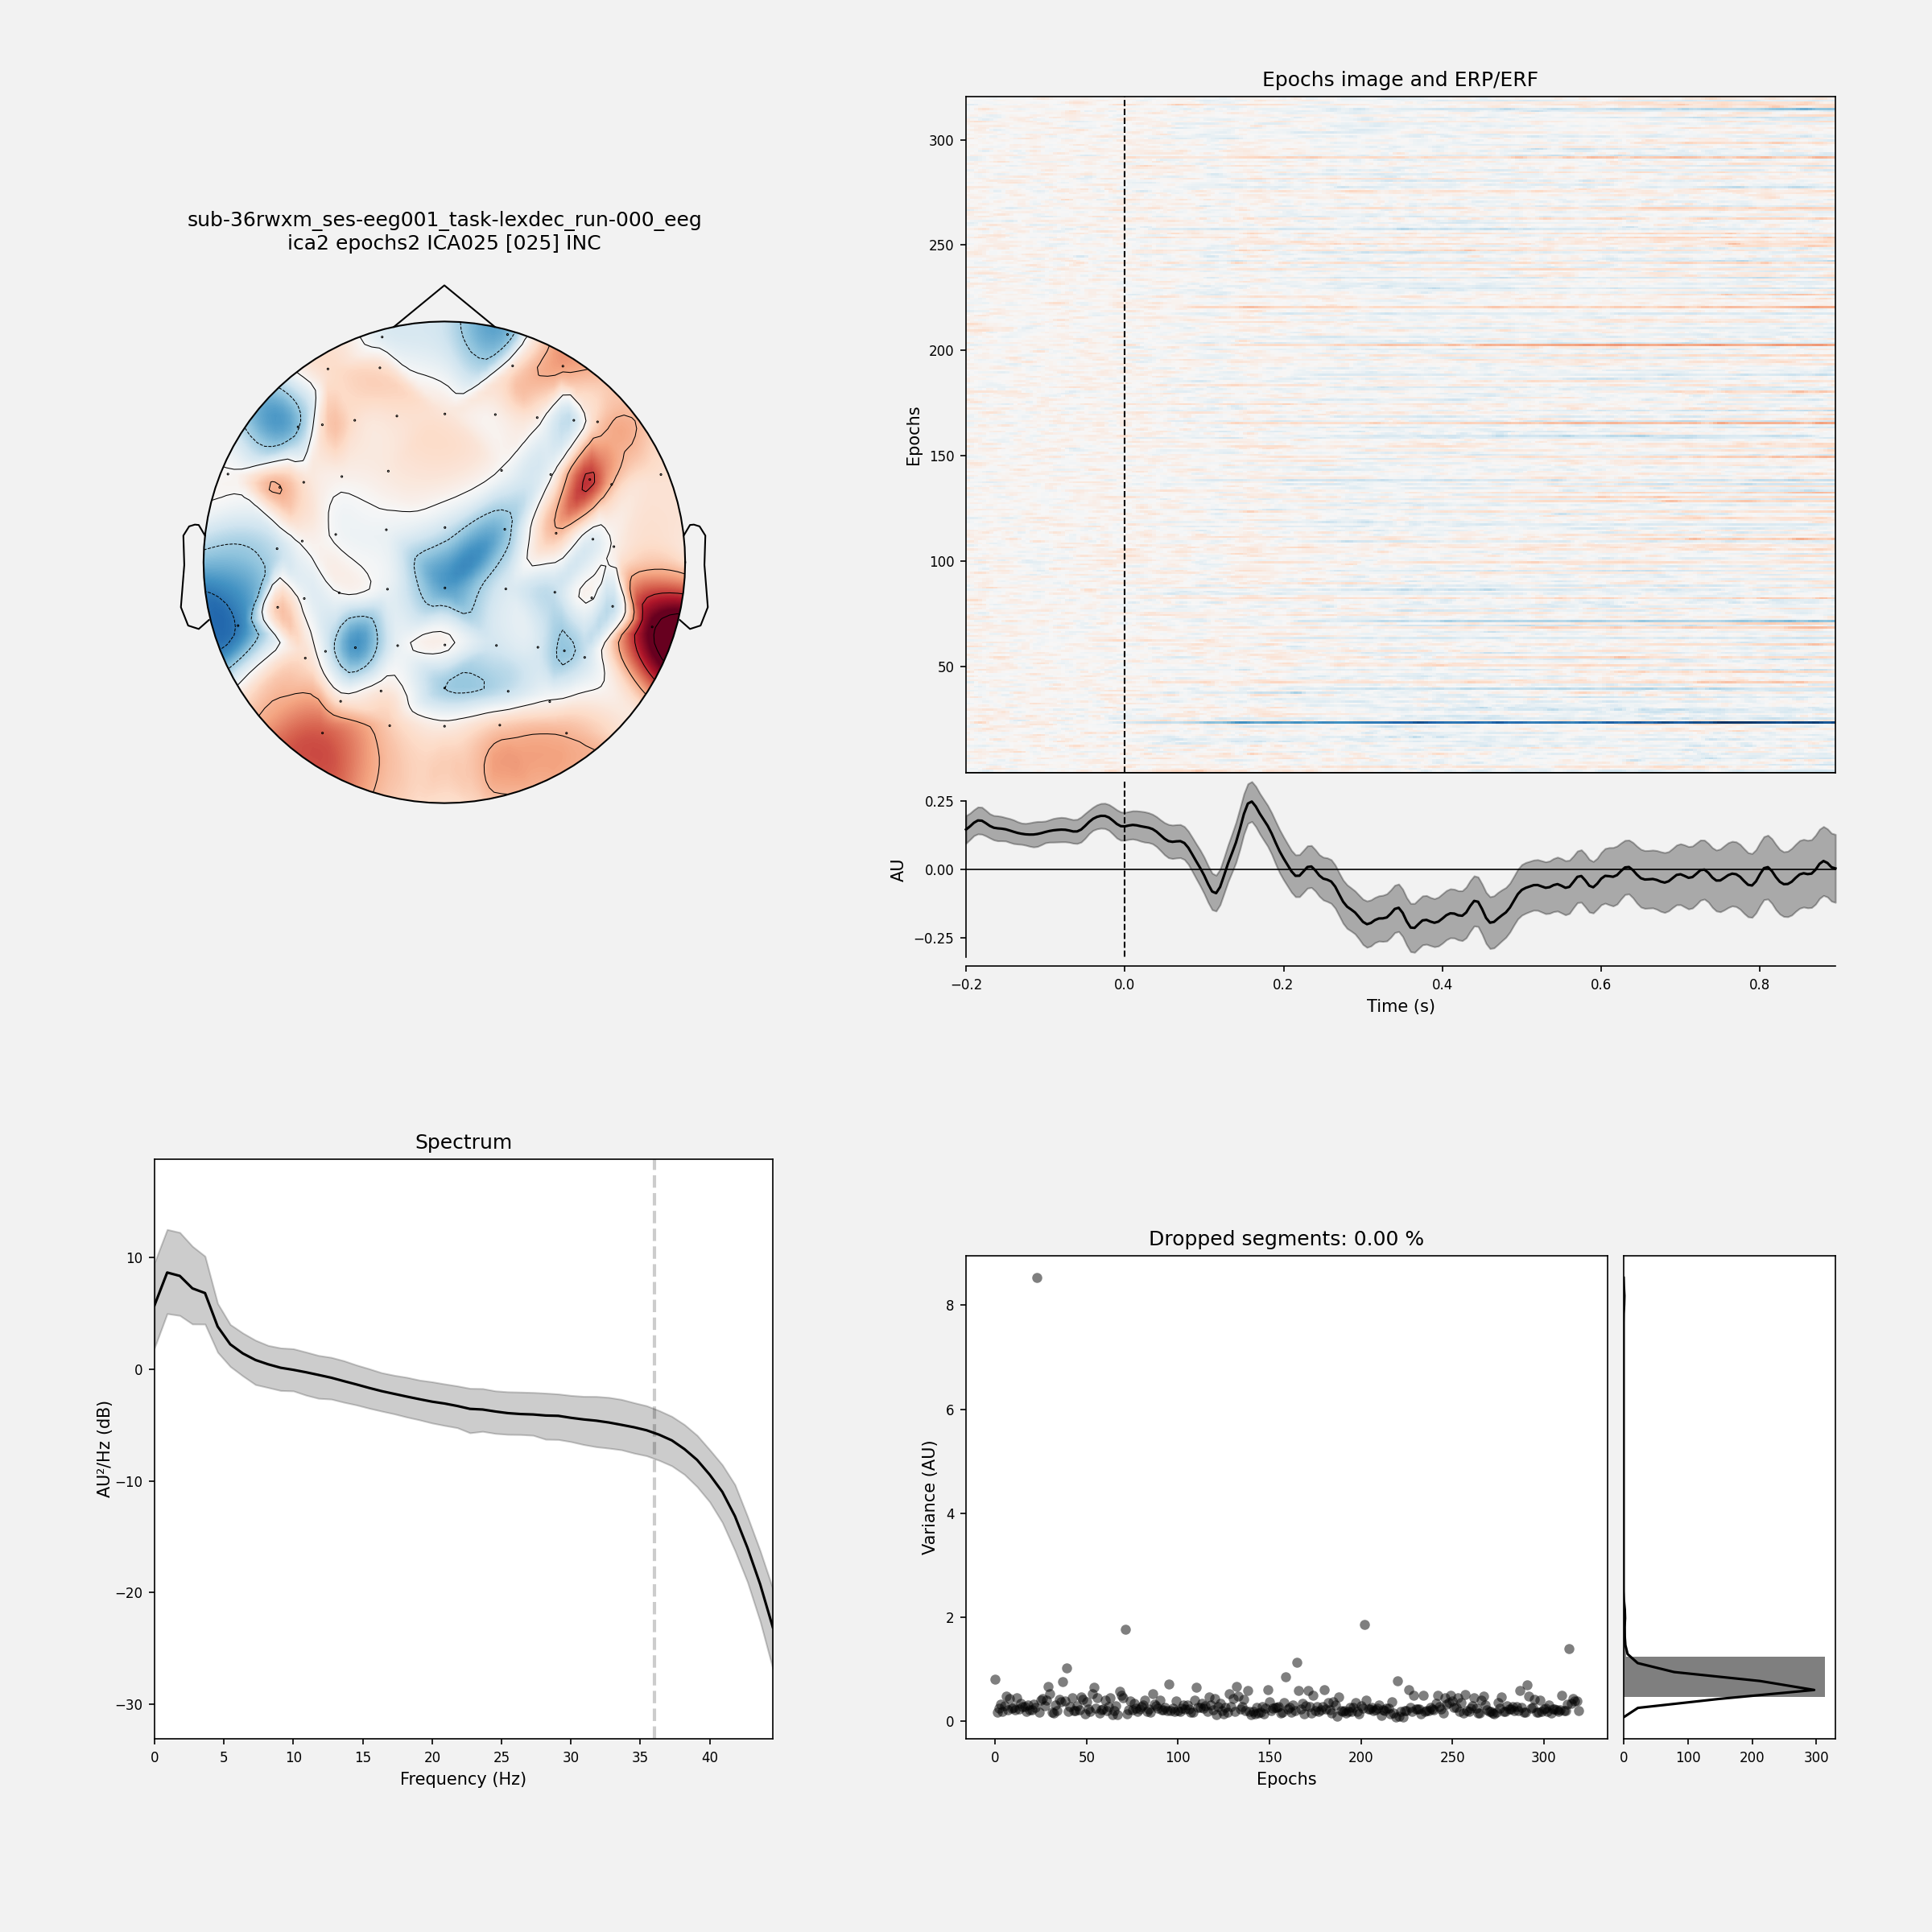 sub-36rwxm_ses-eeg001_task-lexdec_run-000_eeg
ica2 epochs2 ICA025 [025] INC
Epochs image and ERP/ERF
Epochs
300
250
200
150
100
50
AU
0.25
0.00
−0.25
−0.2 0.0 0.2 0.4 0.6 0.8
Time (s)
Spectrum
AU²/Hz (dB)
10
0
−10
−20
−30
0 5 10 15 20 25 30 35 40
Frequency (Hz)
Dropped segments: 0.00 %
Variance (AU)
8
6
4
2
0
0 50 100 150 200 250 300
Epochs
0 100 200 300